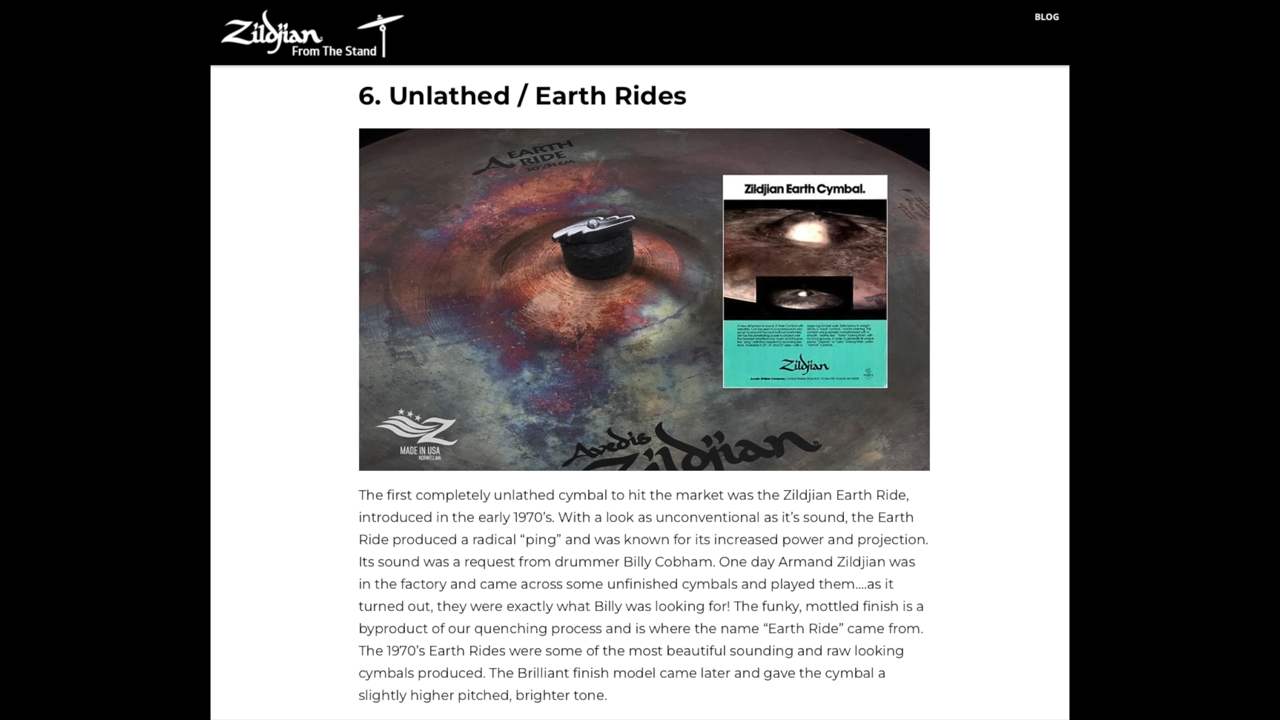 Zildjian
From The Stand
BLOG
6. Unlathed / Earth Rides
A EARTH
RIDE
Zildjian Earth Cymbal.
Zildjian
MADE IN USA
Avedis
Zildjian
The first completely unlathed cymbal to hit the market was the Zildjian Earth Ride,
introduced in the early 1970’s. With a look as unconventional as it’s sound, the Earth
Ride produced a radical “ping” and was known for its increased power and projection.
Its sound was a request from drummer Billy Cobham. One day Armand Zildjian was
in the factory and came across some unfinished cymbals and played them....as it
turned out, they were exactly what Billy was looking for! The funky, mottled finish is a
byproduct of our quenching process and is where the name “Earth Ride” came from.
The 1970’s Earth Rides were some of the most beautiful sounding and raw looking
cymbals produced. The Brilliant finish model came later and gave the cymbal a
slightly higher pitched, brighter tone.